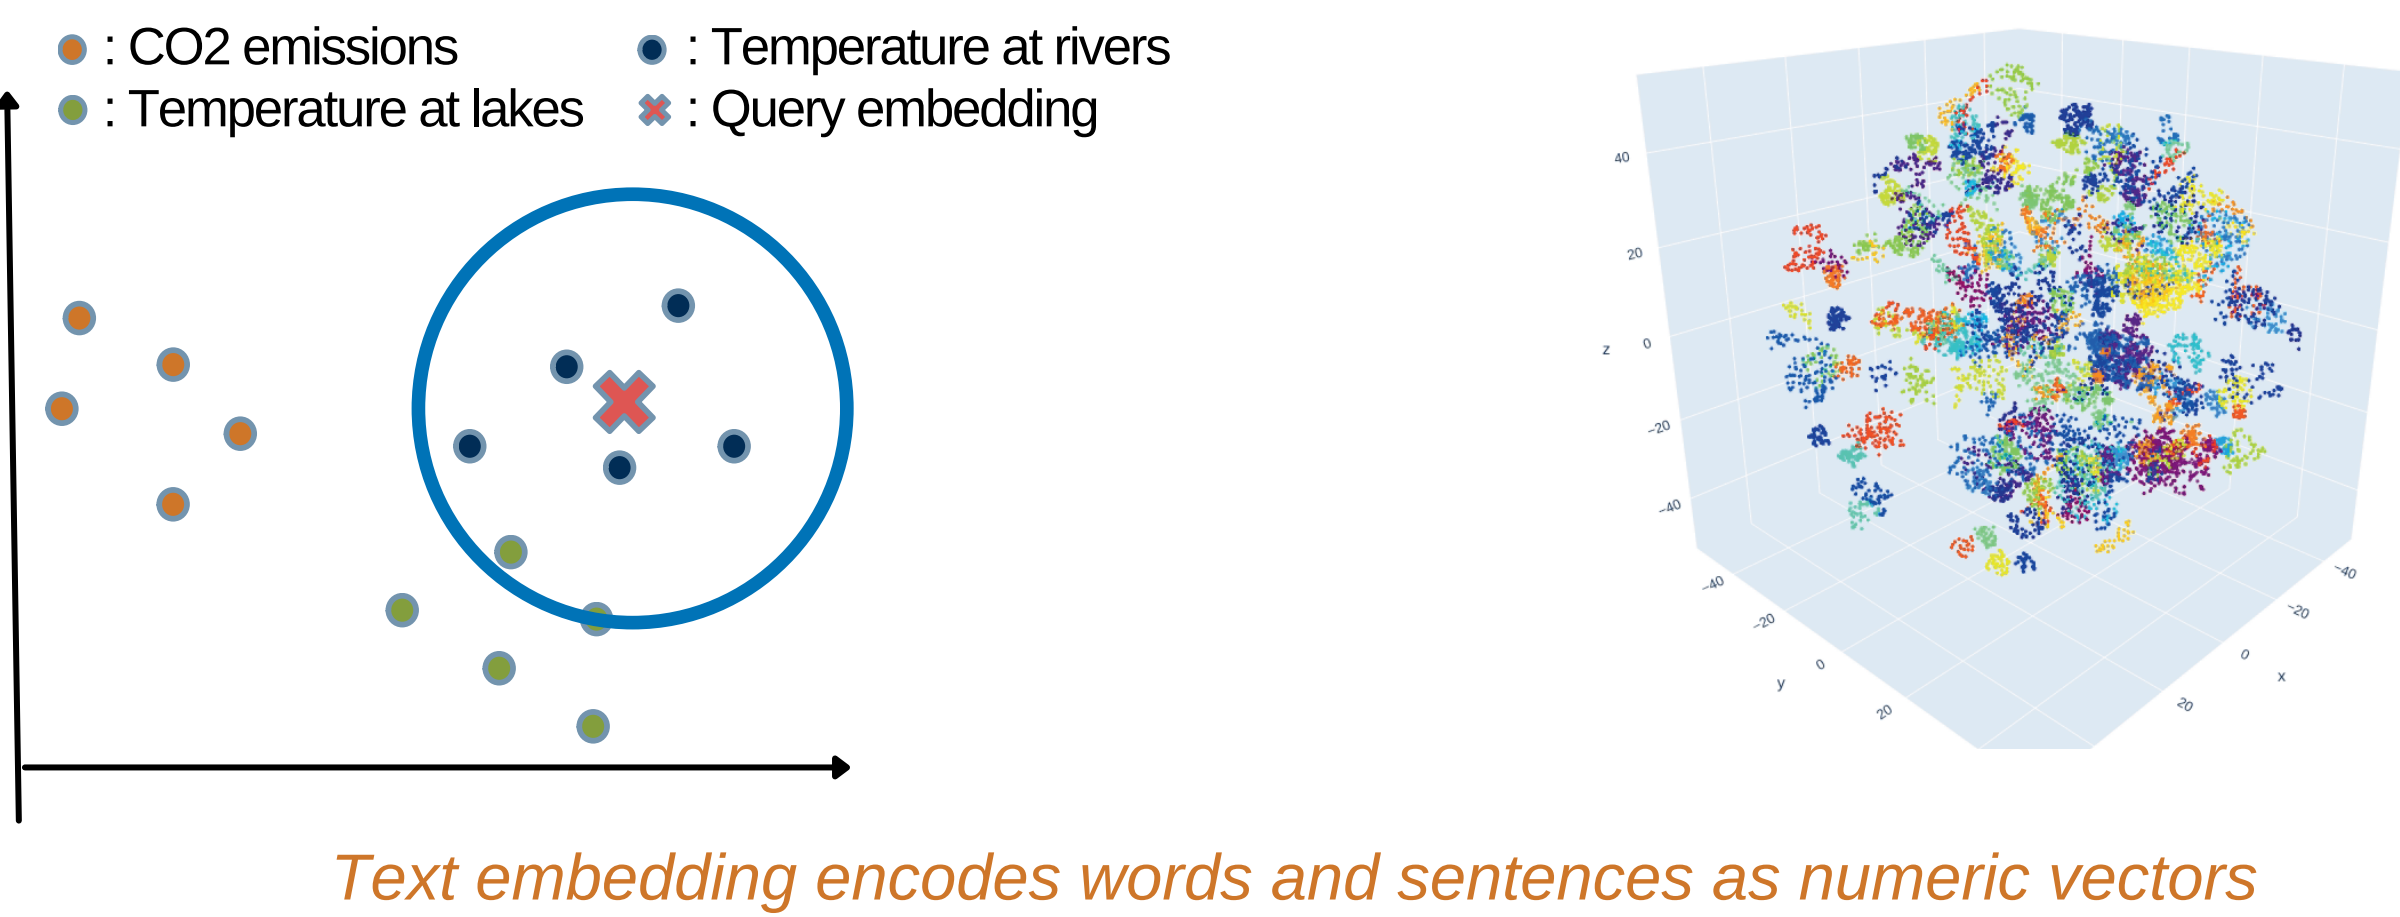 : CO2 emissions
: Temperature at rivers
: Temperature at lakes
: Query embedding
40
20
0
−20
−40
z
−40
−20
0
20
y
−40
−20
0
20
x
Text embedding encodes words and sentences as numeric vectors